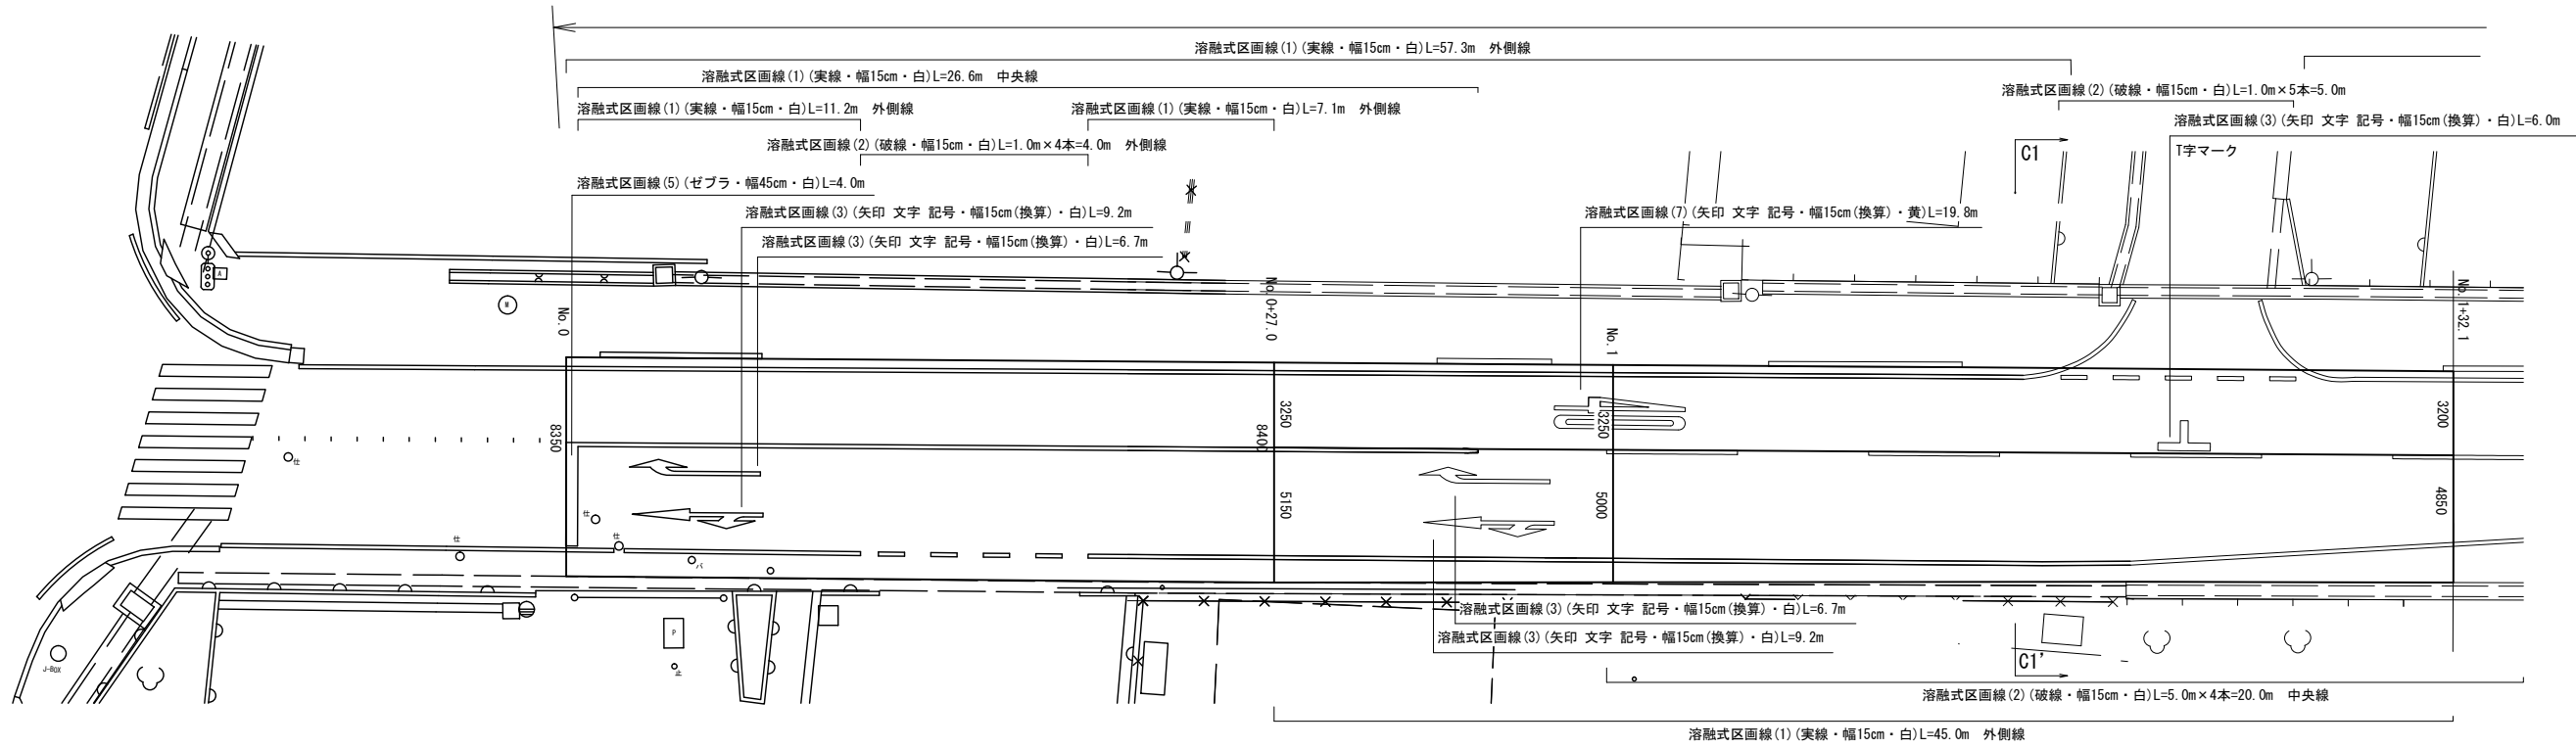 溶融式区画線(1)(実線・幅15cm・白)L=57.3m 外側線
溶融式区画線(1)(実線・幅15cm・白)L=26.6m 中央線
溶融式区画線(2)(破線・幅15cm・白)L=1.0m×5本=5.0m
溶融式区画線(1)(実線・幅15cm・白)L=11.2m 外側線
溶融式区画線(1)(実線・幅15cm・白)L=7.1m 外側線
溶融式区画線(3)(矢印 文字 記号・幅15cm(換算)・白)L=6.0m
T字マーク
溶融式区画線(2)(破線・幅15cm・白)L=1.0m×4本=4.0m 外側線
C1
溶融式区画線(5)(ゼブラ・幅45cm・白)L=4.0m
溶融式区画線(3)(矢印 文字 記号・幅15cm(換算)・白)L=9.2m
溶融式区画線(7)(矢印 文字 記号・幅15cm(換算)・黄)L=19.8m
溶融式区画線(3)(矢印 文字 記号・幅15cm(換算)・白)L=6.7m
A
M
No.0
No.0+27.0
No.1
No.1+32.1
8350
8400
3250
3250
3200
仕
5150
5000
4850
仕
仕
仕
バ
P
止
J-BOX
溶融式区画線(3)(矢印 文字 記号・幅15cm(換算)・白)L=6.7m
溶融式区画線(3)(矢印 文字 記号・幅15cm(換算)・白)L=9.2m
C1'
溶融式区画線(2)(破線・幅15cm・白)L=5.0m×4本=20.0m 中央線
溶融式区画線(1)(実線・幅15cm・白)L=45.0m 外側線